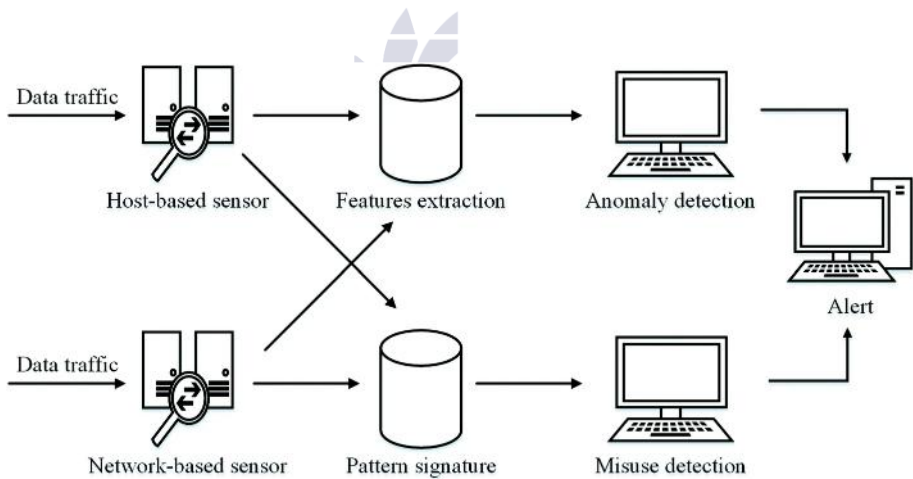 Data traffic
Host-based sensor
Features extraction
Anomaly detection
Alert
Data traffic
Network-based sensor
Pattern signature
Misuse detection